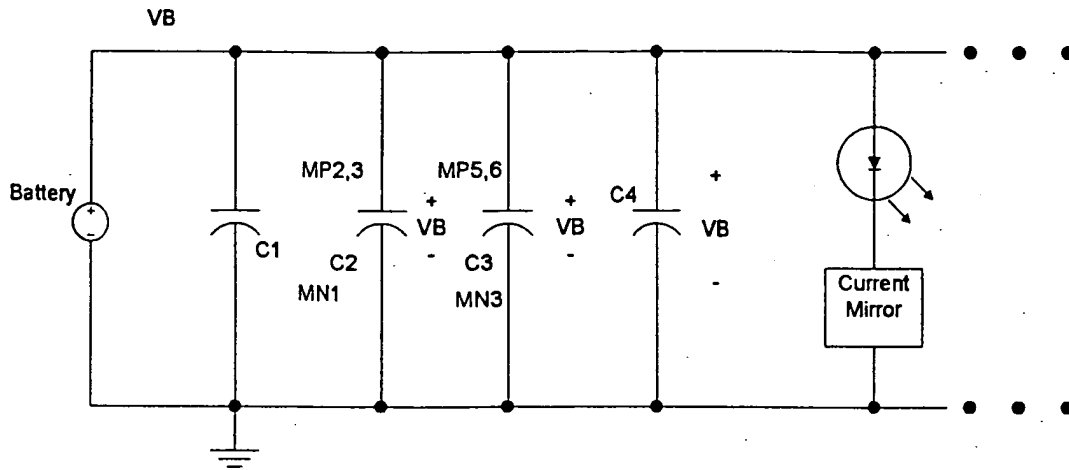 VB
Battery
+
-
C1
MP2,3
+
VB
-
C2
MN1
MP5,6
+
VB
-
C3
MN3
C4
+
VB
-
Current
Mirror